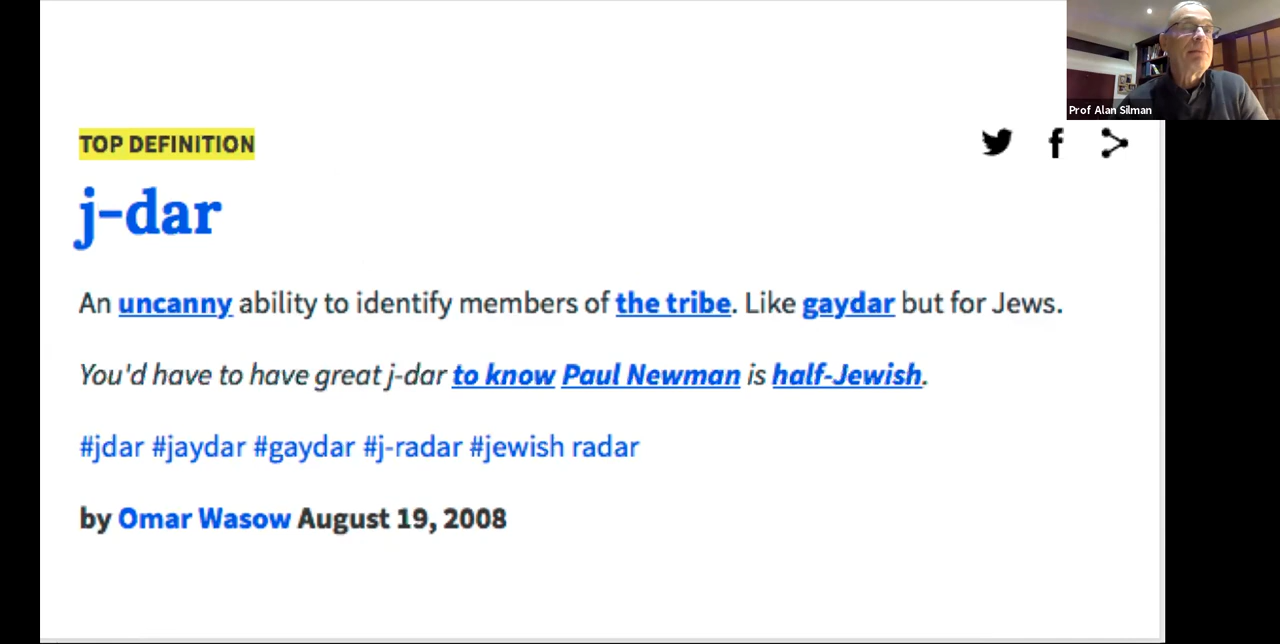 Prof Alan Silman
TOP DEFINITION
j-dar
An uncanny ability to identify members of the tribe. Like gaydar but for Jews.
You'd have to have great j-dar to know Paul Newman is half-Jewish.
#jdar #jaydar #gaydar #j-radar #jewish radar
by Omar Wasow August 19, 2008